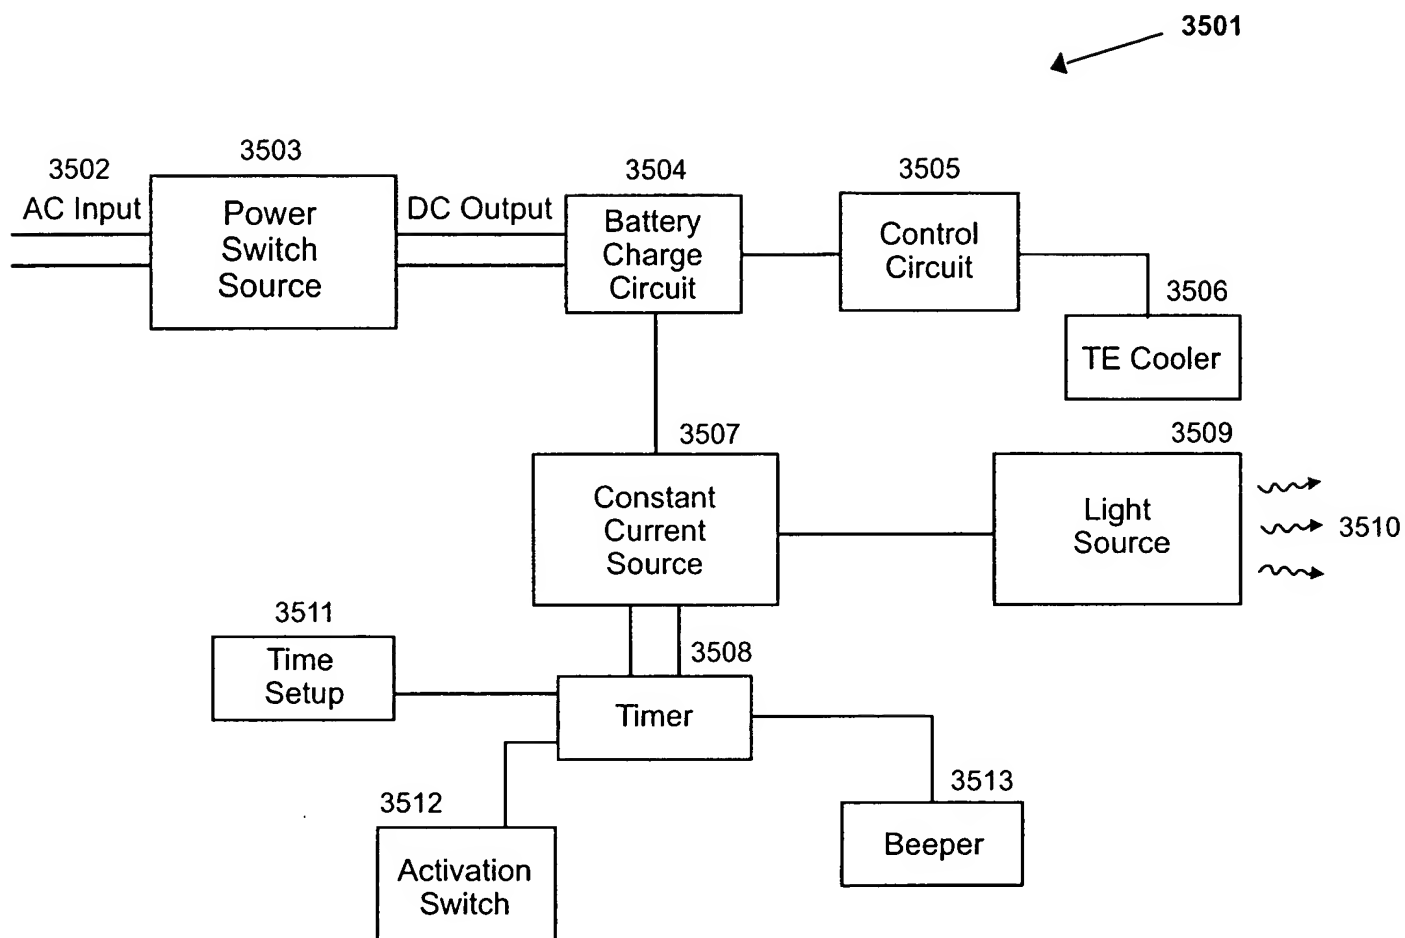 3501
3502
AC Input
3503
Power
Switch
Source
DC Output
3504
Battery
Charge
Circuit
3505
Control
Circuit
3506
TE Cooler
3507
Constant
Current
Source
3509
Light
Source
3510
3511
Time
Setup
3508
Timer
3512
Activation
Switch
3513
Beeper